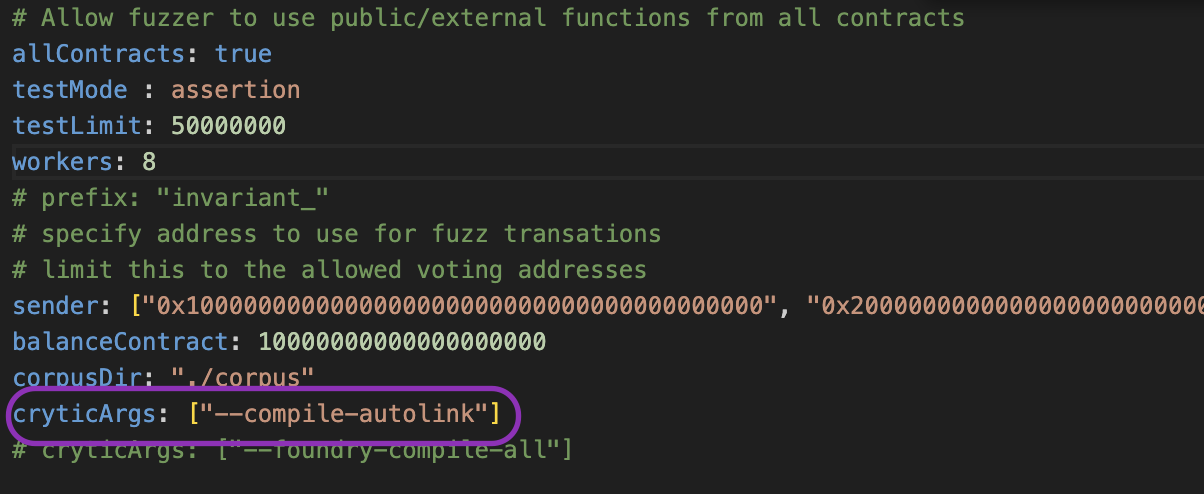 # Allow fuzzer to use public/external functions from all contracts
allContracts: true
testMode : assertion
testLimit: 50000000
workers: 8
# prefix: "invariant_"
# specify address to use for fuzz transations
# limit this to the allowed voting addresses
sender: ["0x1000000000000000000000000000000000000000", "0x20000000000000000000000000
balanceContract: 10000000000000000000
corpusDir: "./corpus"
cryticArgs: ["--compile-autolink"]
# cryticArgs: ["--foundry-compile-all"]